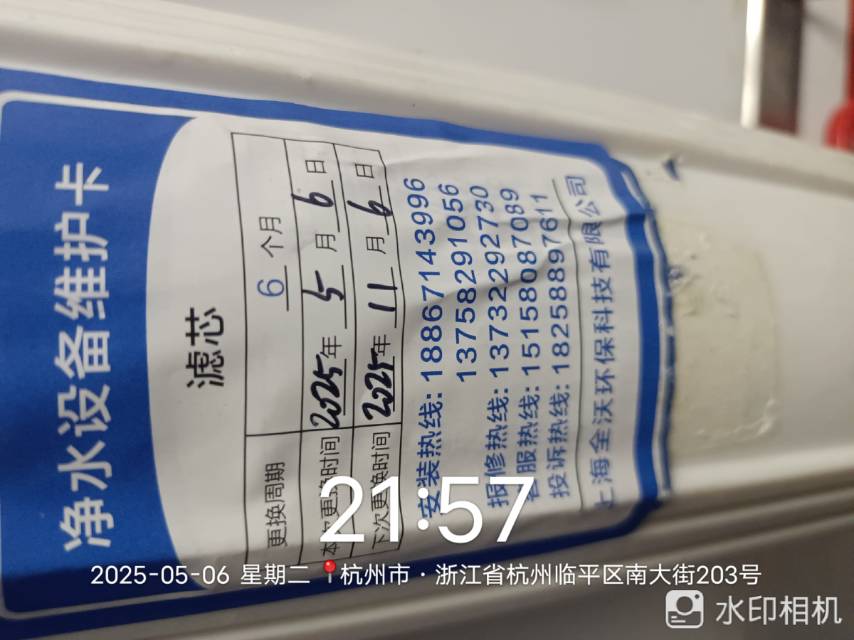 净水设备维护卡
滤芯
更换周期 6 个月
本次更换时间 2025年 5 月 6 日
下次更换时间 2025年 11 月 6 日
安装热线: 18867143996
13758291056
报修热线: 13732292730
客服热线: 15158087089
投诉热线: 18258897611
上海全沃环保科技有限公司
21:57
2025-05-06 星期二 杭州市·浙江省杭州临平区南大街203号
水印相机